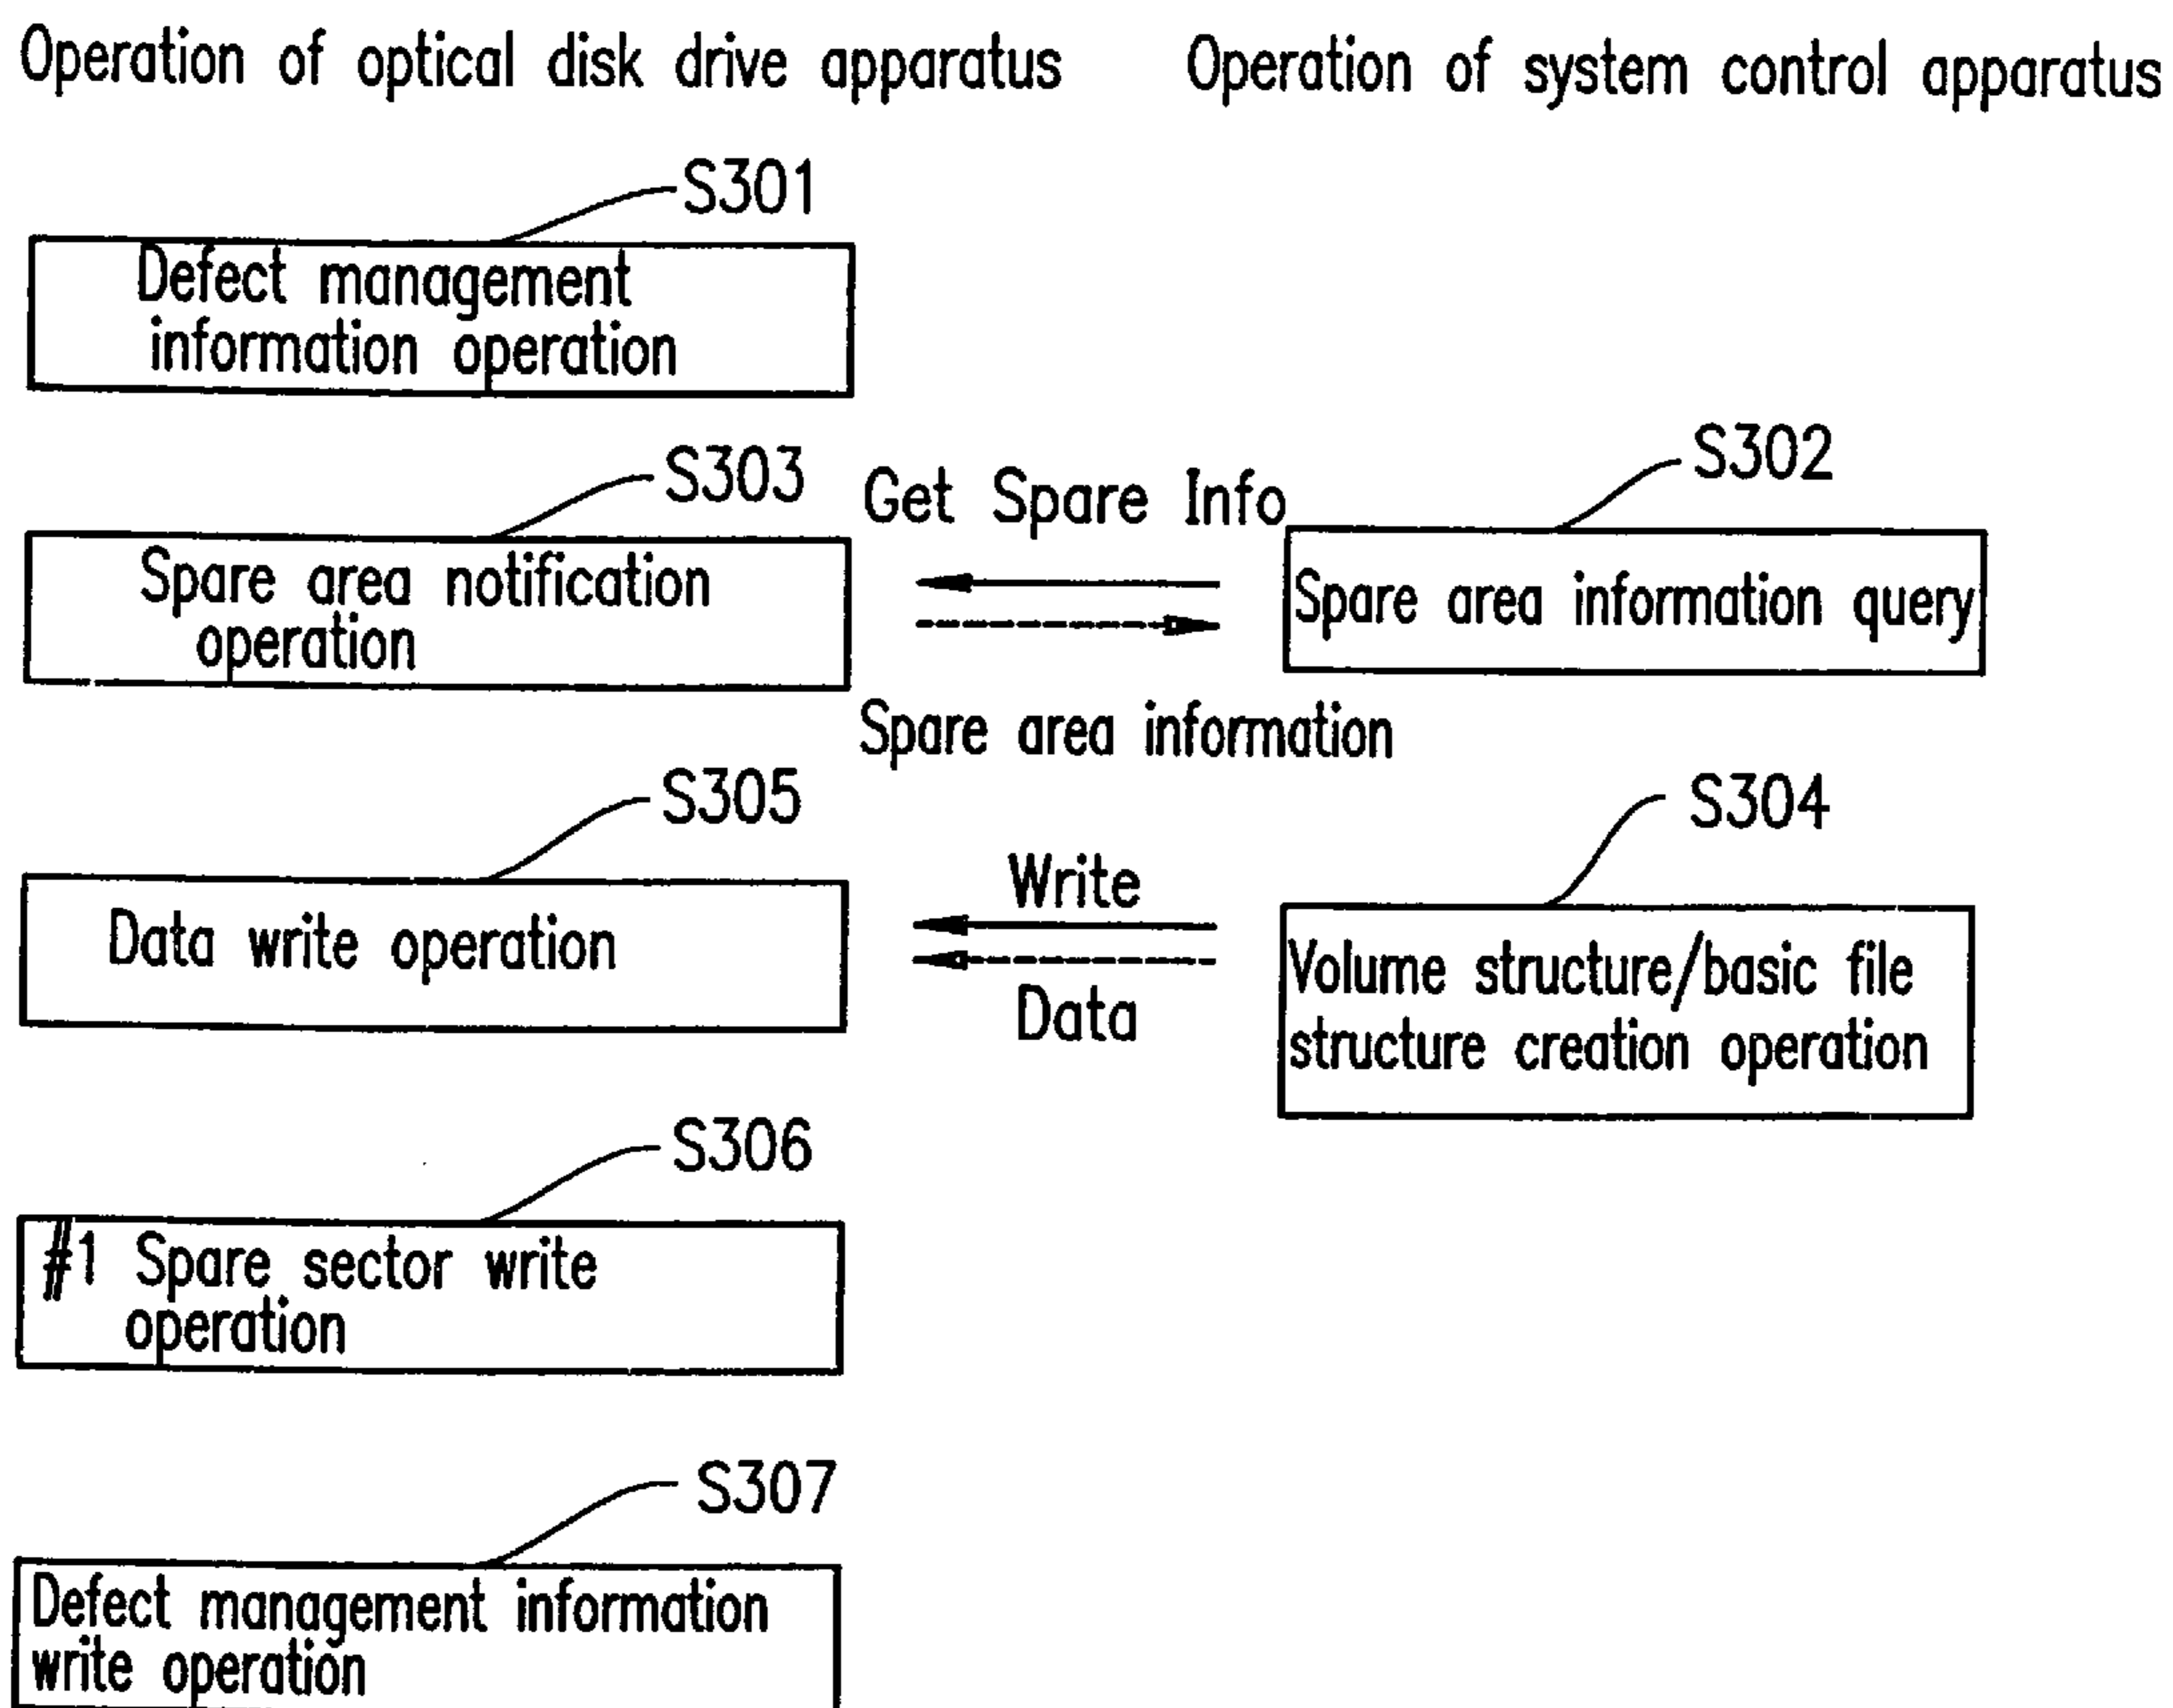 Operation of optical disk drive apparatus
Operation of system control apparatus
S301
Defect management
information operation
S303
Spare area notification
operation
Get Spare Info
S302
Spare area information query
Spare area information
S305
Data write operation
Write
Data
S304
Volume structure/basic file
structure creation operation
S306
#1 Spare sector write
operation
S307
Defect management information
write operation